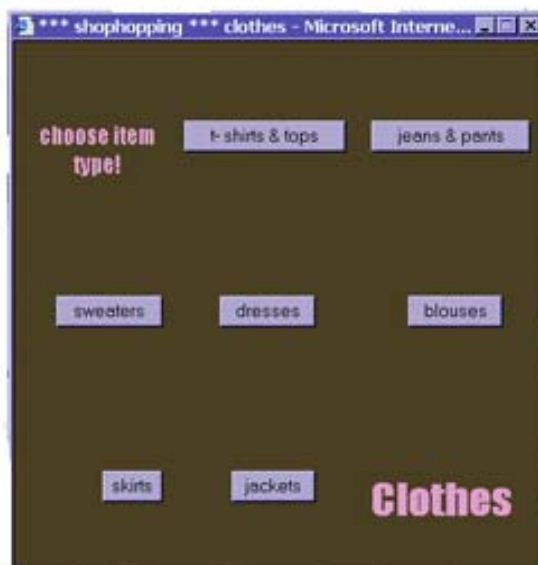 *** shophopping *** clothes - Microsoft Interne...
choose item
type!
t- shirts & tops
jeans & pants
sweaters
dresses
blouses
skirts
jackets
Clothes